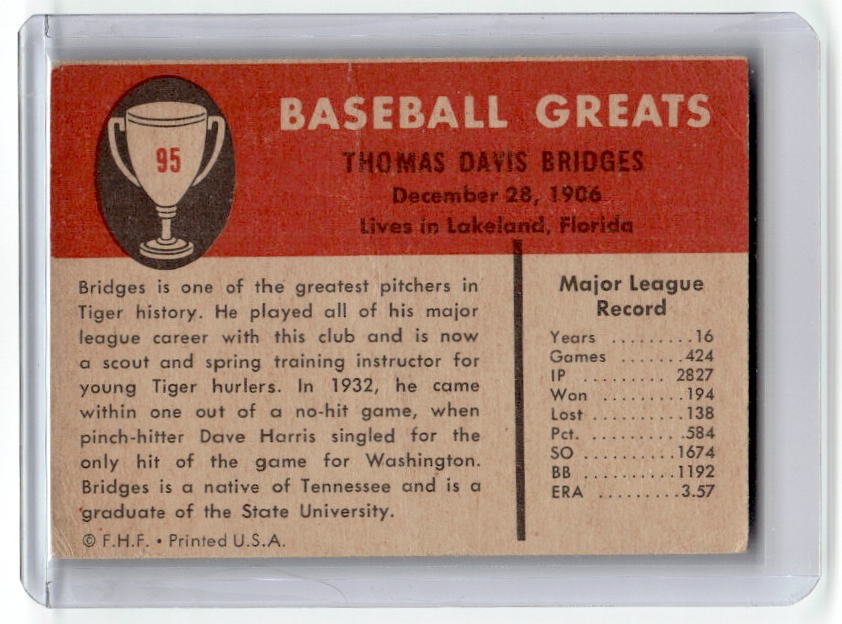 95
BASEBALL GREATS
THOMAS DAVIS BRIDGES
December 28, 1906
Lives in Lakeland, Florida
Bridges is one of the greatest pitchers in
Tiger history. He played all of his major
league career with this club and is now
a scout and spring training instructor for
young Tiger hurlers. In 1932, he came
within one out of a no-hit game, when
pinch-hitter Dave Harris singled for the
only hit of the game for Washington.
Bridges is a native of Tennessee and is a
graduate of the State University.
© F.H.F. • Printed U.S.A.
Major League
Record
Years .........16
Games .......424
IP ......... 2827
Won .........194
Lost ..........138
Pct. ..........584
SO ..........1674
BB ..........1192
ERA .........3.57